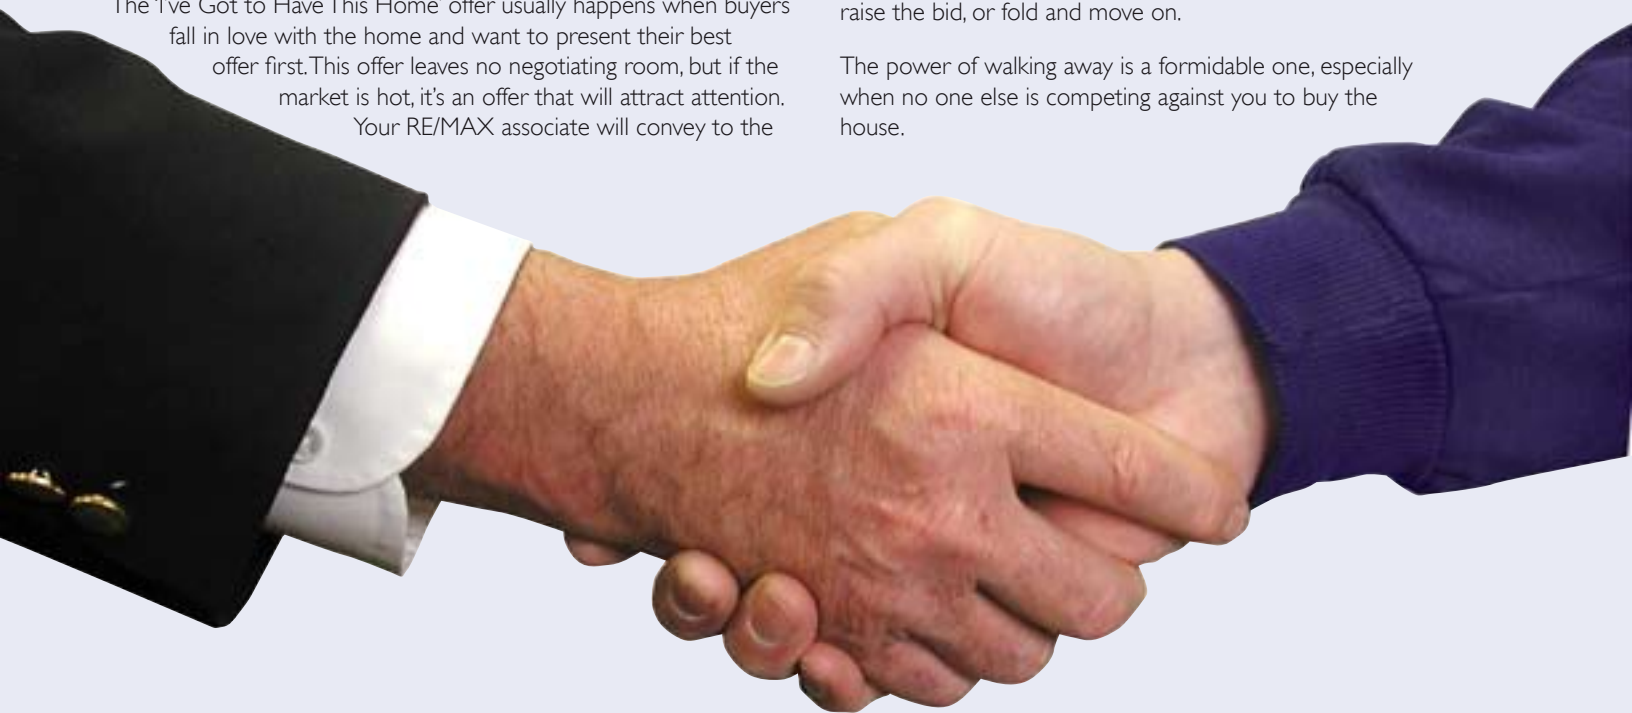 The 'I've Got to Have This Home' offer usually happens when buyers
fall in love with the home and want to present their best
offer first.This offer leaves no negotiating room, but if the
market is hot, it's an offer that will attract attention.
Your RE/MAX associate will convey to the
raise the bid, or fold and move on.
The power of walking away is a formidable one, especially
when no one else is competing against you to buy the
house.